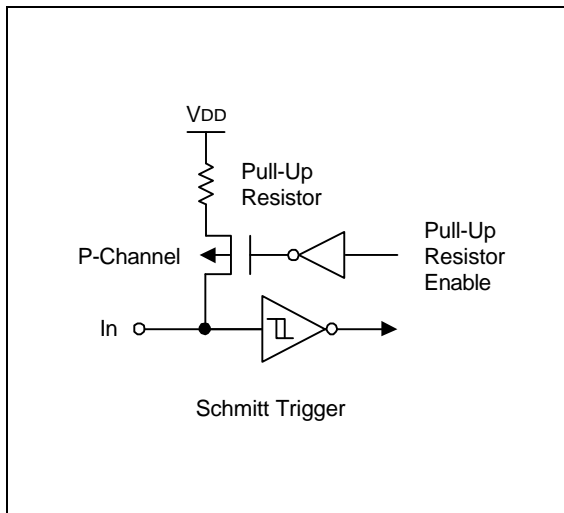 VDD
Pull-Up
Resistor
P-Channel
Pull-Up
Resistor
Enable
In
Schmitt Trigger